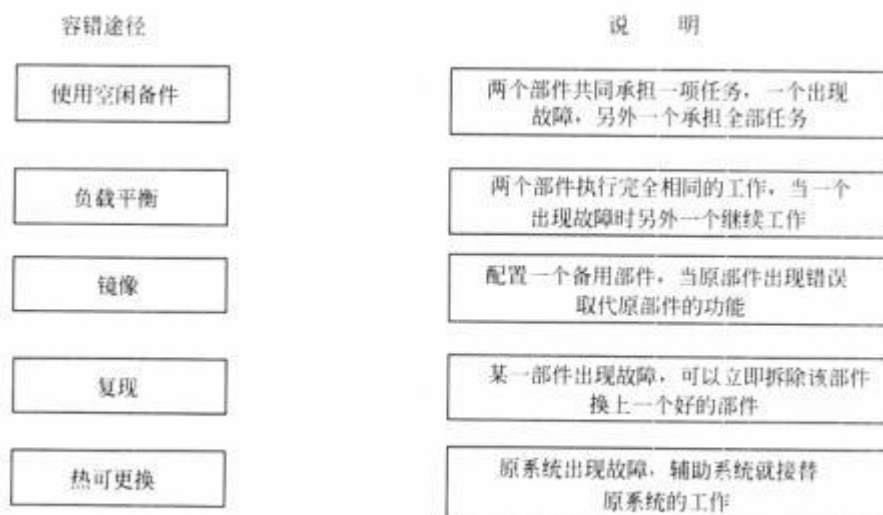 容错途径
说 明
使用空闲备件
两个部件共同承担一项任务，一个出现
故障，另外一个承担全部任务
负载平衡
两个部件执行完全相同的工作，当一个
出现故障时另外一个继续工作
镜像
配置一个备用部件，当原部件出现错误
取代原部件的功能
复现
某一部件出现故障，可以立即拆除该部件
换上一个好的部件
热可更换
原系统出现故障，辅助系统就接替
原系统的工作